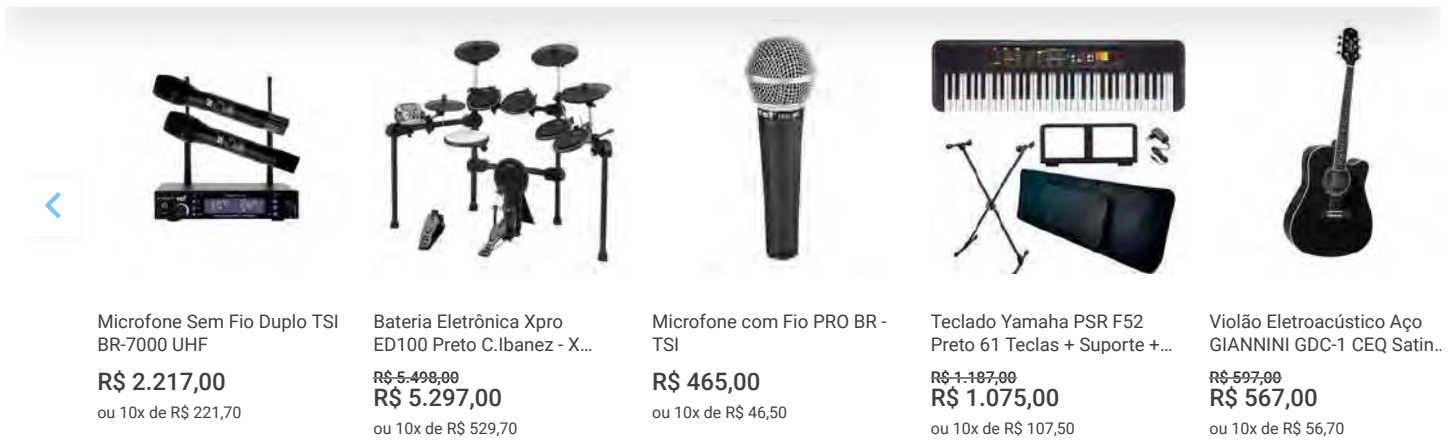 Microfone Sem Fio Duplo TSI
BR-7000 UHF
R$ 2.217,00
ou 10x de R$ 221,70
Bateria Eletrônica Xpro
ED100 Preto C.Ibanez - X...
R$ 5.498,00
R$ 5.297,00
ou 10x de R$ 529,70
Microfone com Fio PRO BR -
TSI
R$ 465,00
ou 10x de R$ 46,50
Teclado Yamaha PSR F52
Preto 61 Teclas + Suporte +...
R$ 1.187,00
R$ 1.075,00
ou 10x de R$ 107,50
Violão Eletroacústico Aço
GIANNINI GDC-1 CEQ Satin..
R$ 597,00
R$ 567,00
ou 10x de R$ 56,70